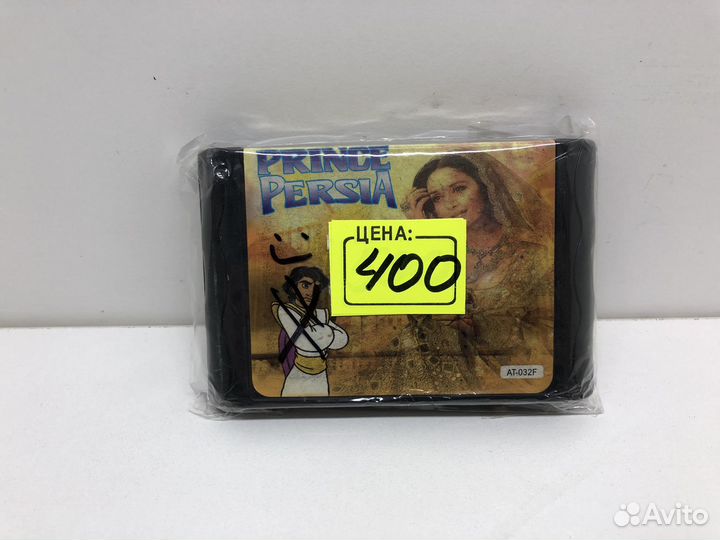 PRINCE
PERSIA
ЦЕНА:
400
AT-032F
Avito